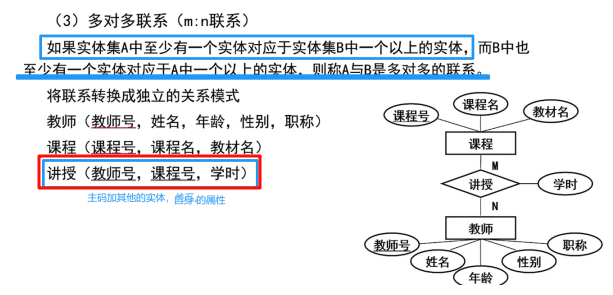 （3）多对多联系（m:n联系）
如果实体集A中至少有一个实体对应于实体集B中一个以上的实体，而B中也
至少有一个实体对应于A中一个以上的实体，则称A与B是多对多的联系。
将联系转换成独立的关系模式
教师（教师号，姓名，年龄，性别，职称）
课程（课程号，课程名，教材名）
讲授（教师号，课程号，学时）
主码加其他的实体，
自身的属性
课程号
课程名
教材名
课程
M
讲授
学时
N
教师
教师号
姓名
年龄
性别
职称